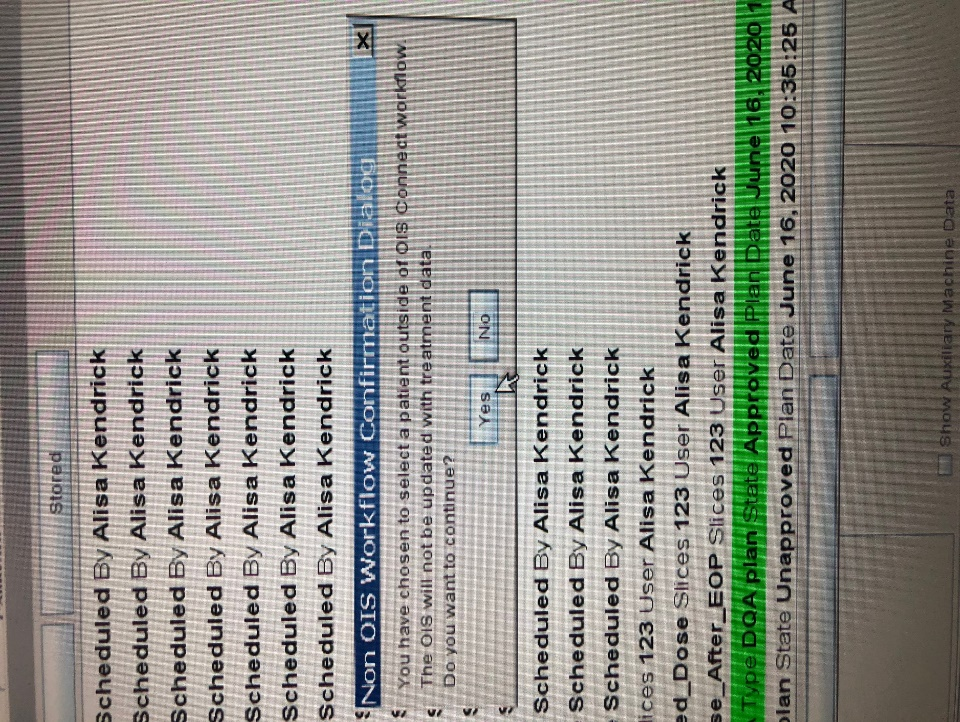 Stored
Scheduled By Alisa Kendrick
Scheduled By Alisa Kendrick
Scheduled By Alisa Kendrick
Scheduled By Alisa Kendrick
Scheduled By Alisa Kendrick
Scheduled By Alisa Kendrick
Scheduled By Alisa Kendrick
Non OIS Workflow Confirmation Dialog
You have chosen to select a patient outside of OIS Connect workflow.
The OIS will not be updated with treatment data.
Do you want to continue?
Yes No
Scheduled By Alisa Kendrick
Scheduled By Alisa Kendrick
Scheduled By Alisa Kendrick
lices 123 User Alisa Kendrick
ed_Dose Slices 123 User Alisa Kendrick
se_After_EOP Slices 123 User Alisa Kendrick
Type DQA plan State Approved Plan Date June 16, 2020 1
plan State Unapproved Plan Date June 16, 2020 10:35:25 A
Show Auxiliary Machine Data